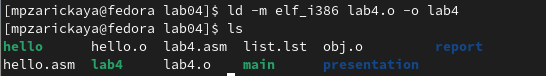 [mpzarickaya@fedora lab04]$ ld -m elf_i386 lab4.o -o lab4
[mpzarickaya@fedora lab04]$ ls
hello hello.o lab4.asm list.lst obj.o report
hello.asm lab4 lab4.o main presentation